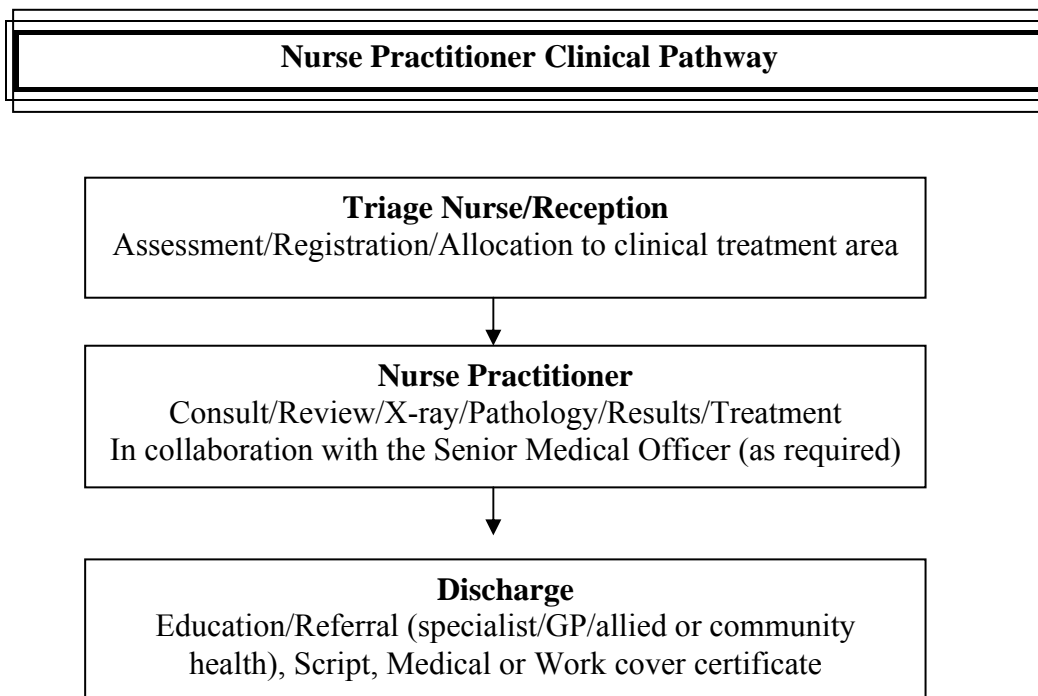 Nurse Practitioner Clinical Pathway
Triage Nurse/Reception
Assessment/Registration/Allocation to clinical treatment area
Nurse Practitioner
Consult/Review/X-ray/Pathology/Results/Treatment
In collaboration with the Senior Medical Officer (as required)
Discharge
Education/Referral (specialist/GP/allied or community
health), Script, Medical or Work cover certificate